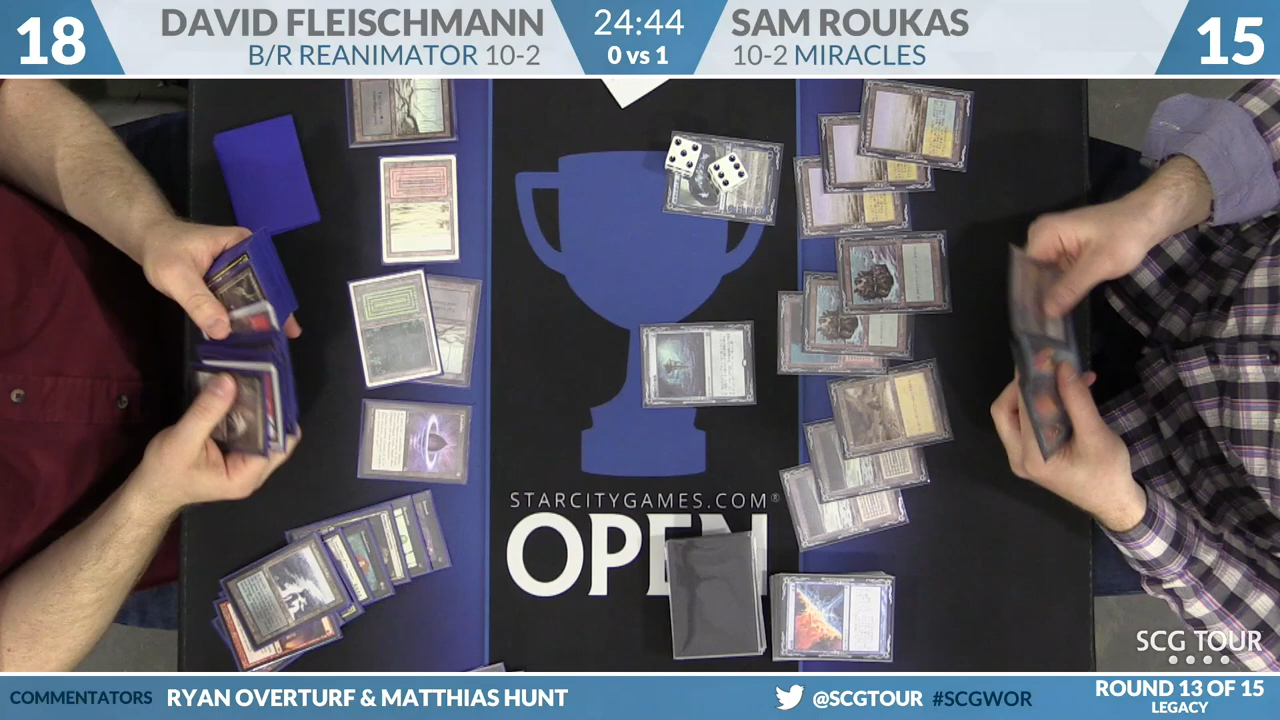 18
DAVID FLEISCHMANN
B/R REANIMATOR 10-2
24:44
0 vs 1
SAM ROUKAS
10-2 MIRACLES
15
STARCITYGAMES.COM®
OPEN
SCG TOUR
COMMENTATORS RYAN OVERTURF & MATTHIAS HUNT
@SCGTOUR #SCGWOR
ROUND 13 OF 15
LEGACY